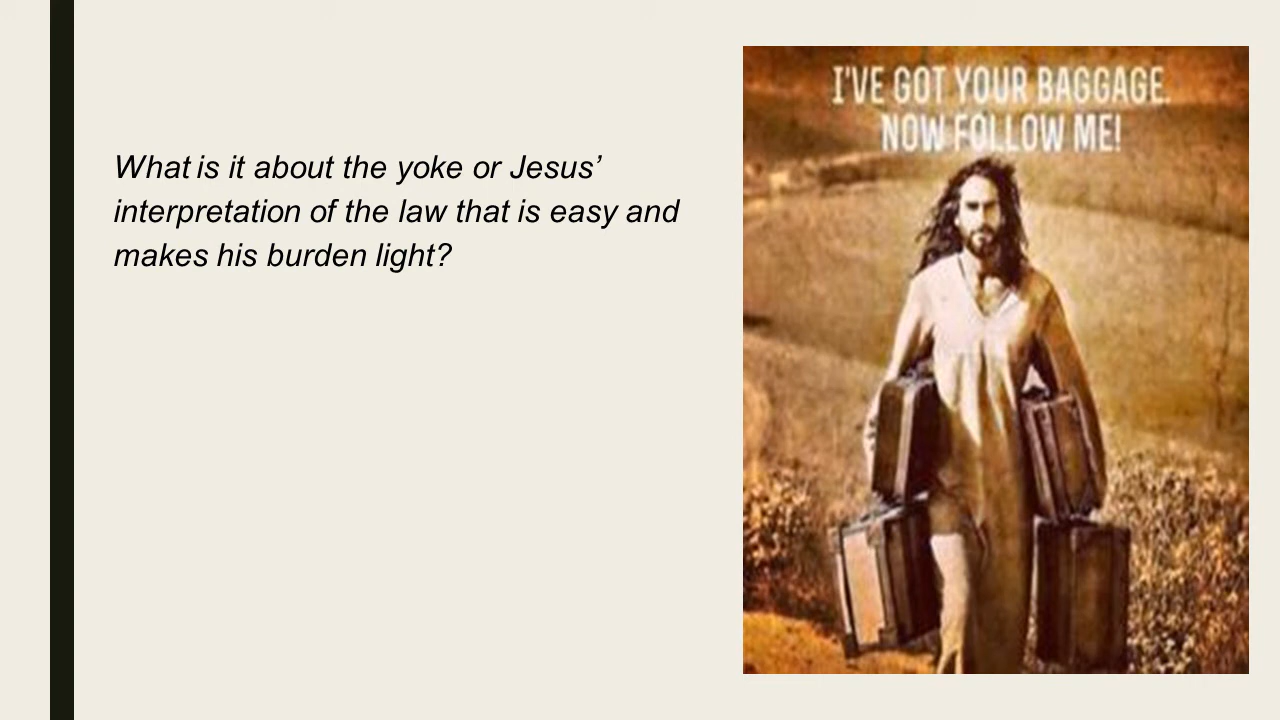 What is it about the yoke or Jesus’
interpretation of the law that is easy and
makes his burden light?
I'VE GOT YOUR BAGGAGE.
NOW FOLLOW ME!